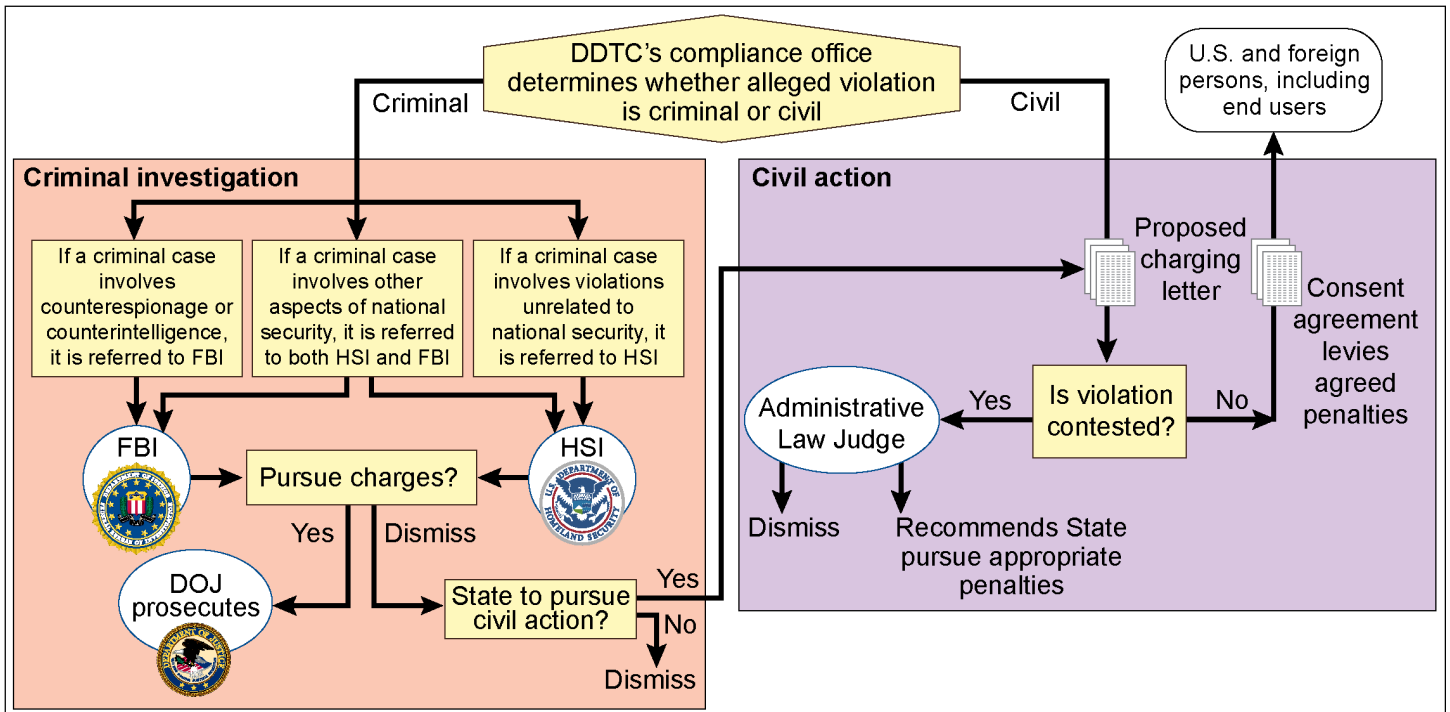 DDTC's compliance office
determines whether alleged violation
is criminal or civil
Criminal
Civil
U.S. and foreign
persons, including
end users
Criminal investigation
If a criminal case
involves
counterespionage or
counterintelligence,
it is referred to FBI
If a criminal case
involves other
aspects of national
security, it is referred
to both HSI and FBI
If a criminal case
involves violations
unrelated to
national security, it
is referred to HSI
FBI
Pursue charges?
HSI
U.S. DEPARTMENT OF
HOMELAND SECURITY
Yes
Dismiss
DOJ
prosecutes
State to pursue
civil action?
Yes
No
Dismiss
Civil action
Proposed
charging
letter
Consent
agreement
levies
agreed
penalties
Is violation
contested?
Yes
No
Administrative
Law Judge
Dismiss
Recommends State
pursue appropriate
penalties